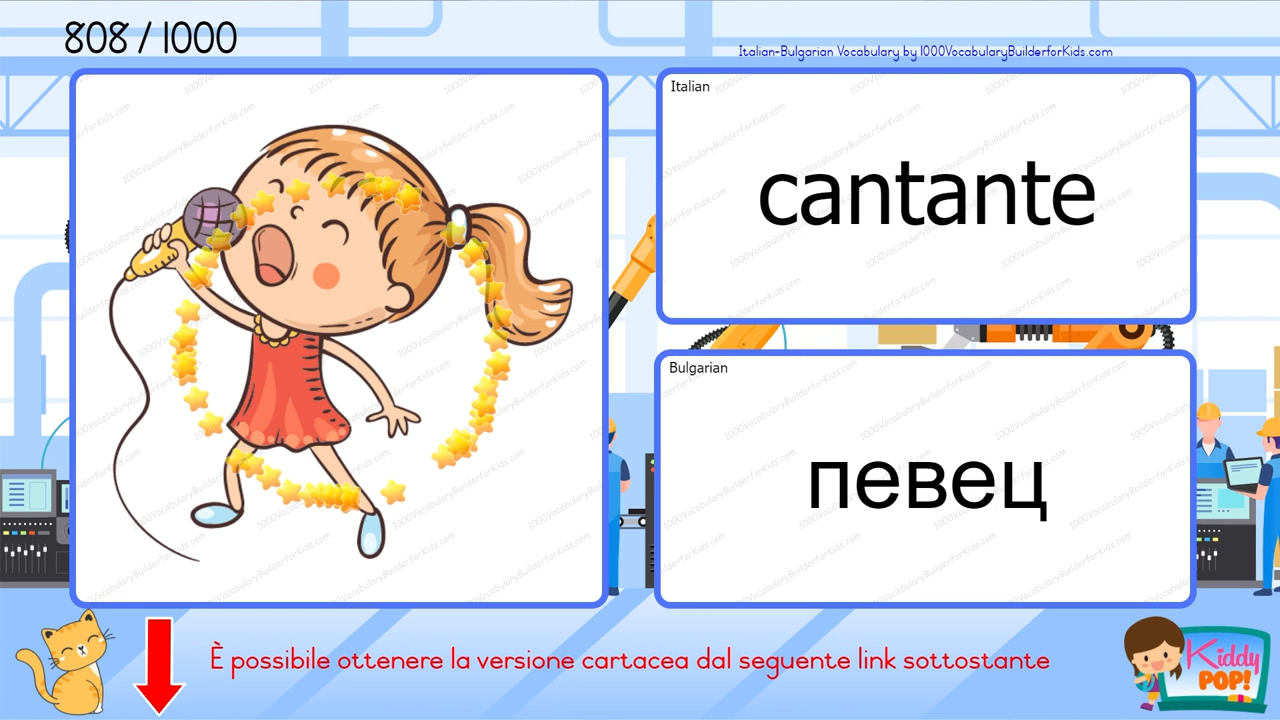 808 / 1000
Italian-Bulgarian Vocabulary by 1000VocabularyBuilderforKids.com
Italian
cantante
Bulgarian
певец
È possibile ottenere la versione cartacea dal seguente link sottostante
Kiddy
POP!